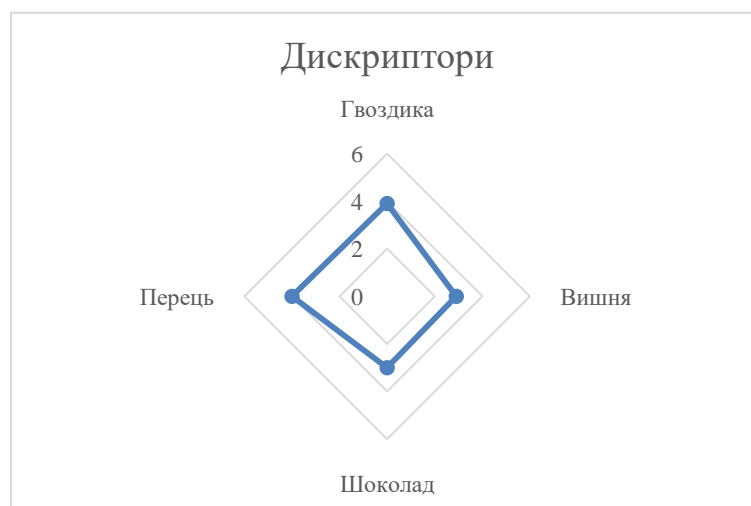 Дискриптори
Гвоздика
6
4
2
0
Перець
Вишня
Шоколад